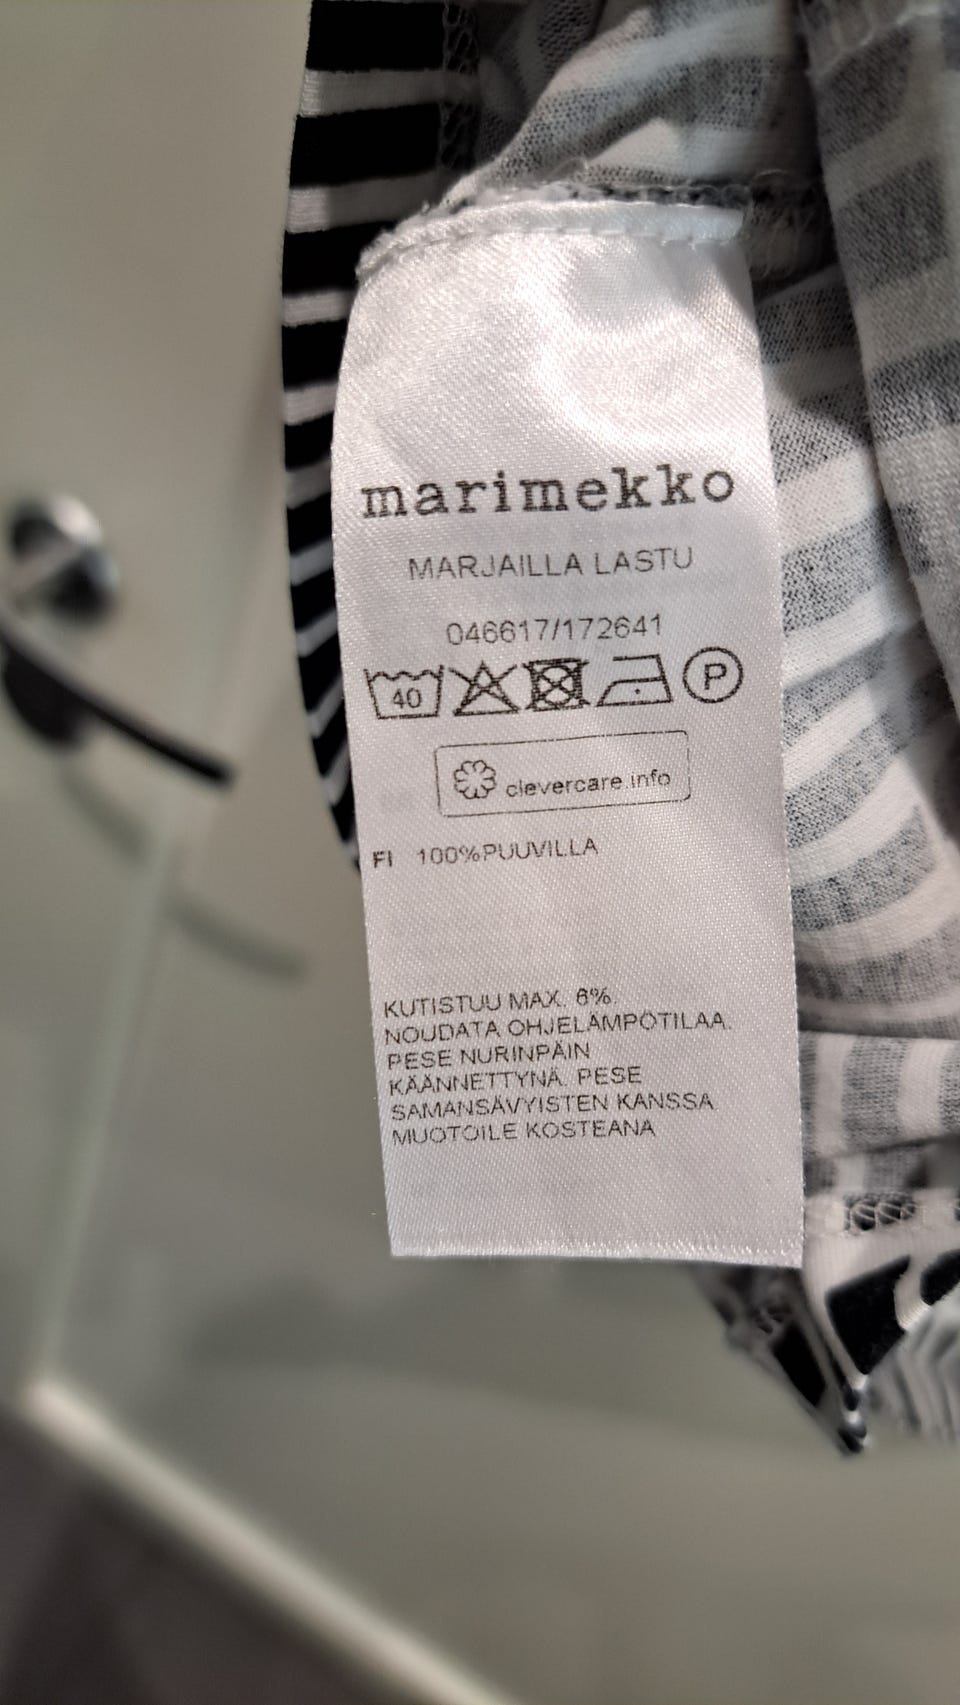 marimekko
MARJAILLA LASTU
046617/172641
40 P
clevercare.info
FI 100%PUUVILLA
KUTISTUU MAX. 6%.
NOUDATA OHJELÄMPÖTILAA.
PESE NURINPÄIN
KÄÄNNETTYNÄ. PESE
SAMANSÄVYISTEN KANSSA
MUOTOILE KOSTEANA